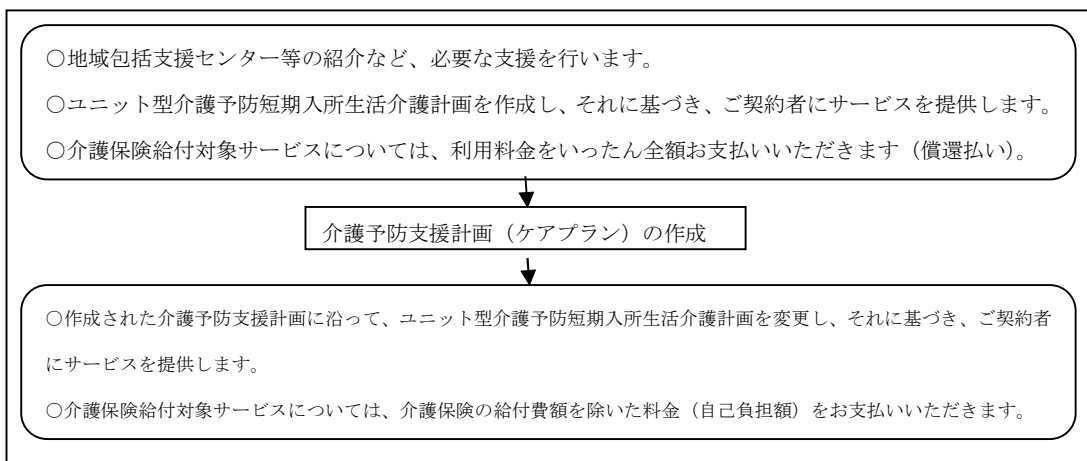 ○地域包括支援センター等の紹介など、必要な支援を行います。
○ユニット型介護予防短期入所生活介護計画を作成し、それに基づき、ご契約者にサービスを提供します。
○介護保険給付対象サービスについては、利用料金をいったん全額お支払いいただきます（償還払い）。
介護予防支援計画（ケアプラン）の作成
○作成された介護予防支援計画に沿って、ユニット型介護予防短期入所生活介護計画を変更し、それに基づき、ご契約者
にサービスを提供します。
○介護保険給付対象サービスについては、介護保険の給付費額を除いた料金（自己負担額）をお支払いいただきます。